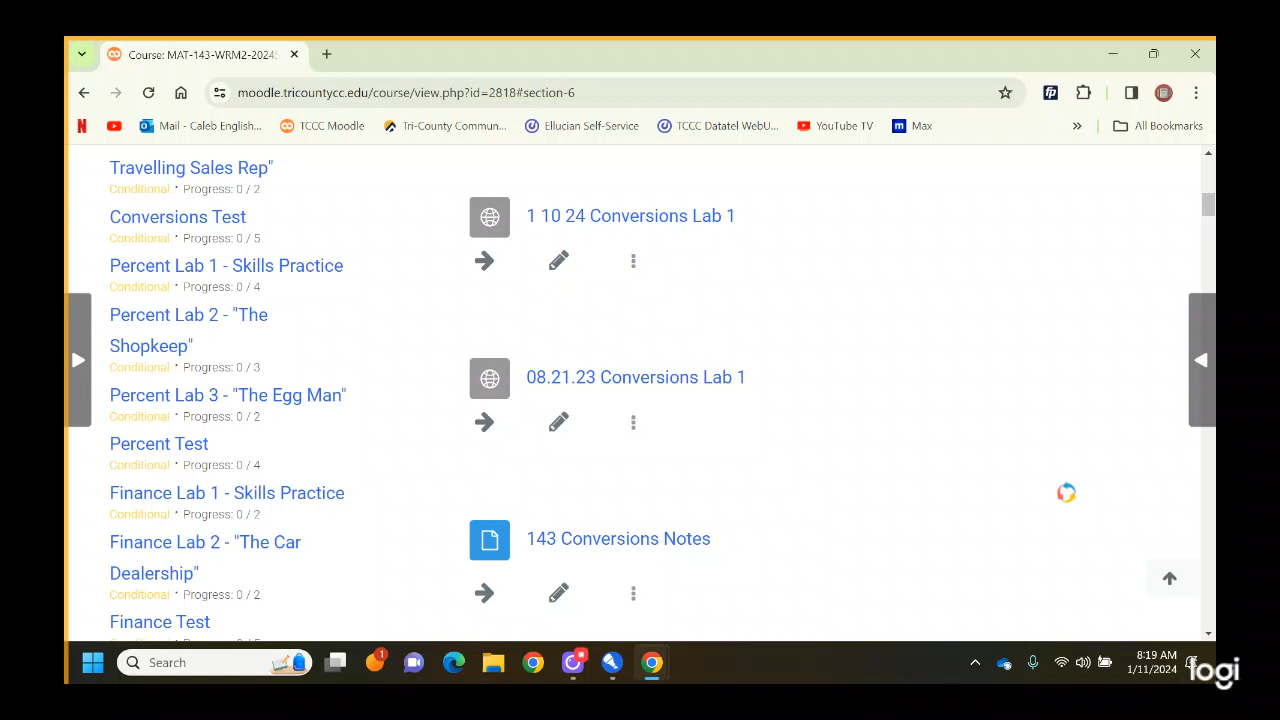 Course: MAT-143-WRM2-2024S
moodle.tricountycc.edu/course/view.php?id=2818#section-6
Mail - Caleb English...
TCCC Moodle
Tri-County Commun...
Ellucian Self-Service
TCCC Datatel WebU...
YouTube TV
Max
All Bookmarks
Travelling Sales Rep"
Conditional • Progress: 0 / 2
Conversions Test
Conditional • Progress: 0 / 5
Percent Lab 1 - Skills Practice
Conditional • Progress: 0 / 4
Percent Lab 2 - "The
Shopkeep"
Conditional • Progress: 0 / 3
Percent Lab 3 - "The Egg Man"
Conditional • Progress: 0 / 2
Percent Test
Conditional • Progress: 0 / 4
Finance Lab 1 - Skills Practice
Conditional • Progress: 0 / 2
Finance Lab 2 - "The Car
Dealership"
Conditional • Progress: 0 / 2
Finance Test
1 10 24 Conversions Lab 1
08.21.23 Conversions Lab 1
143 Conversions Notes
Search
1
8:19 AM
1/11/2024
logi